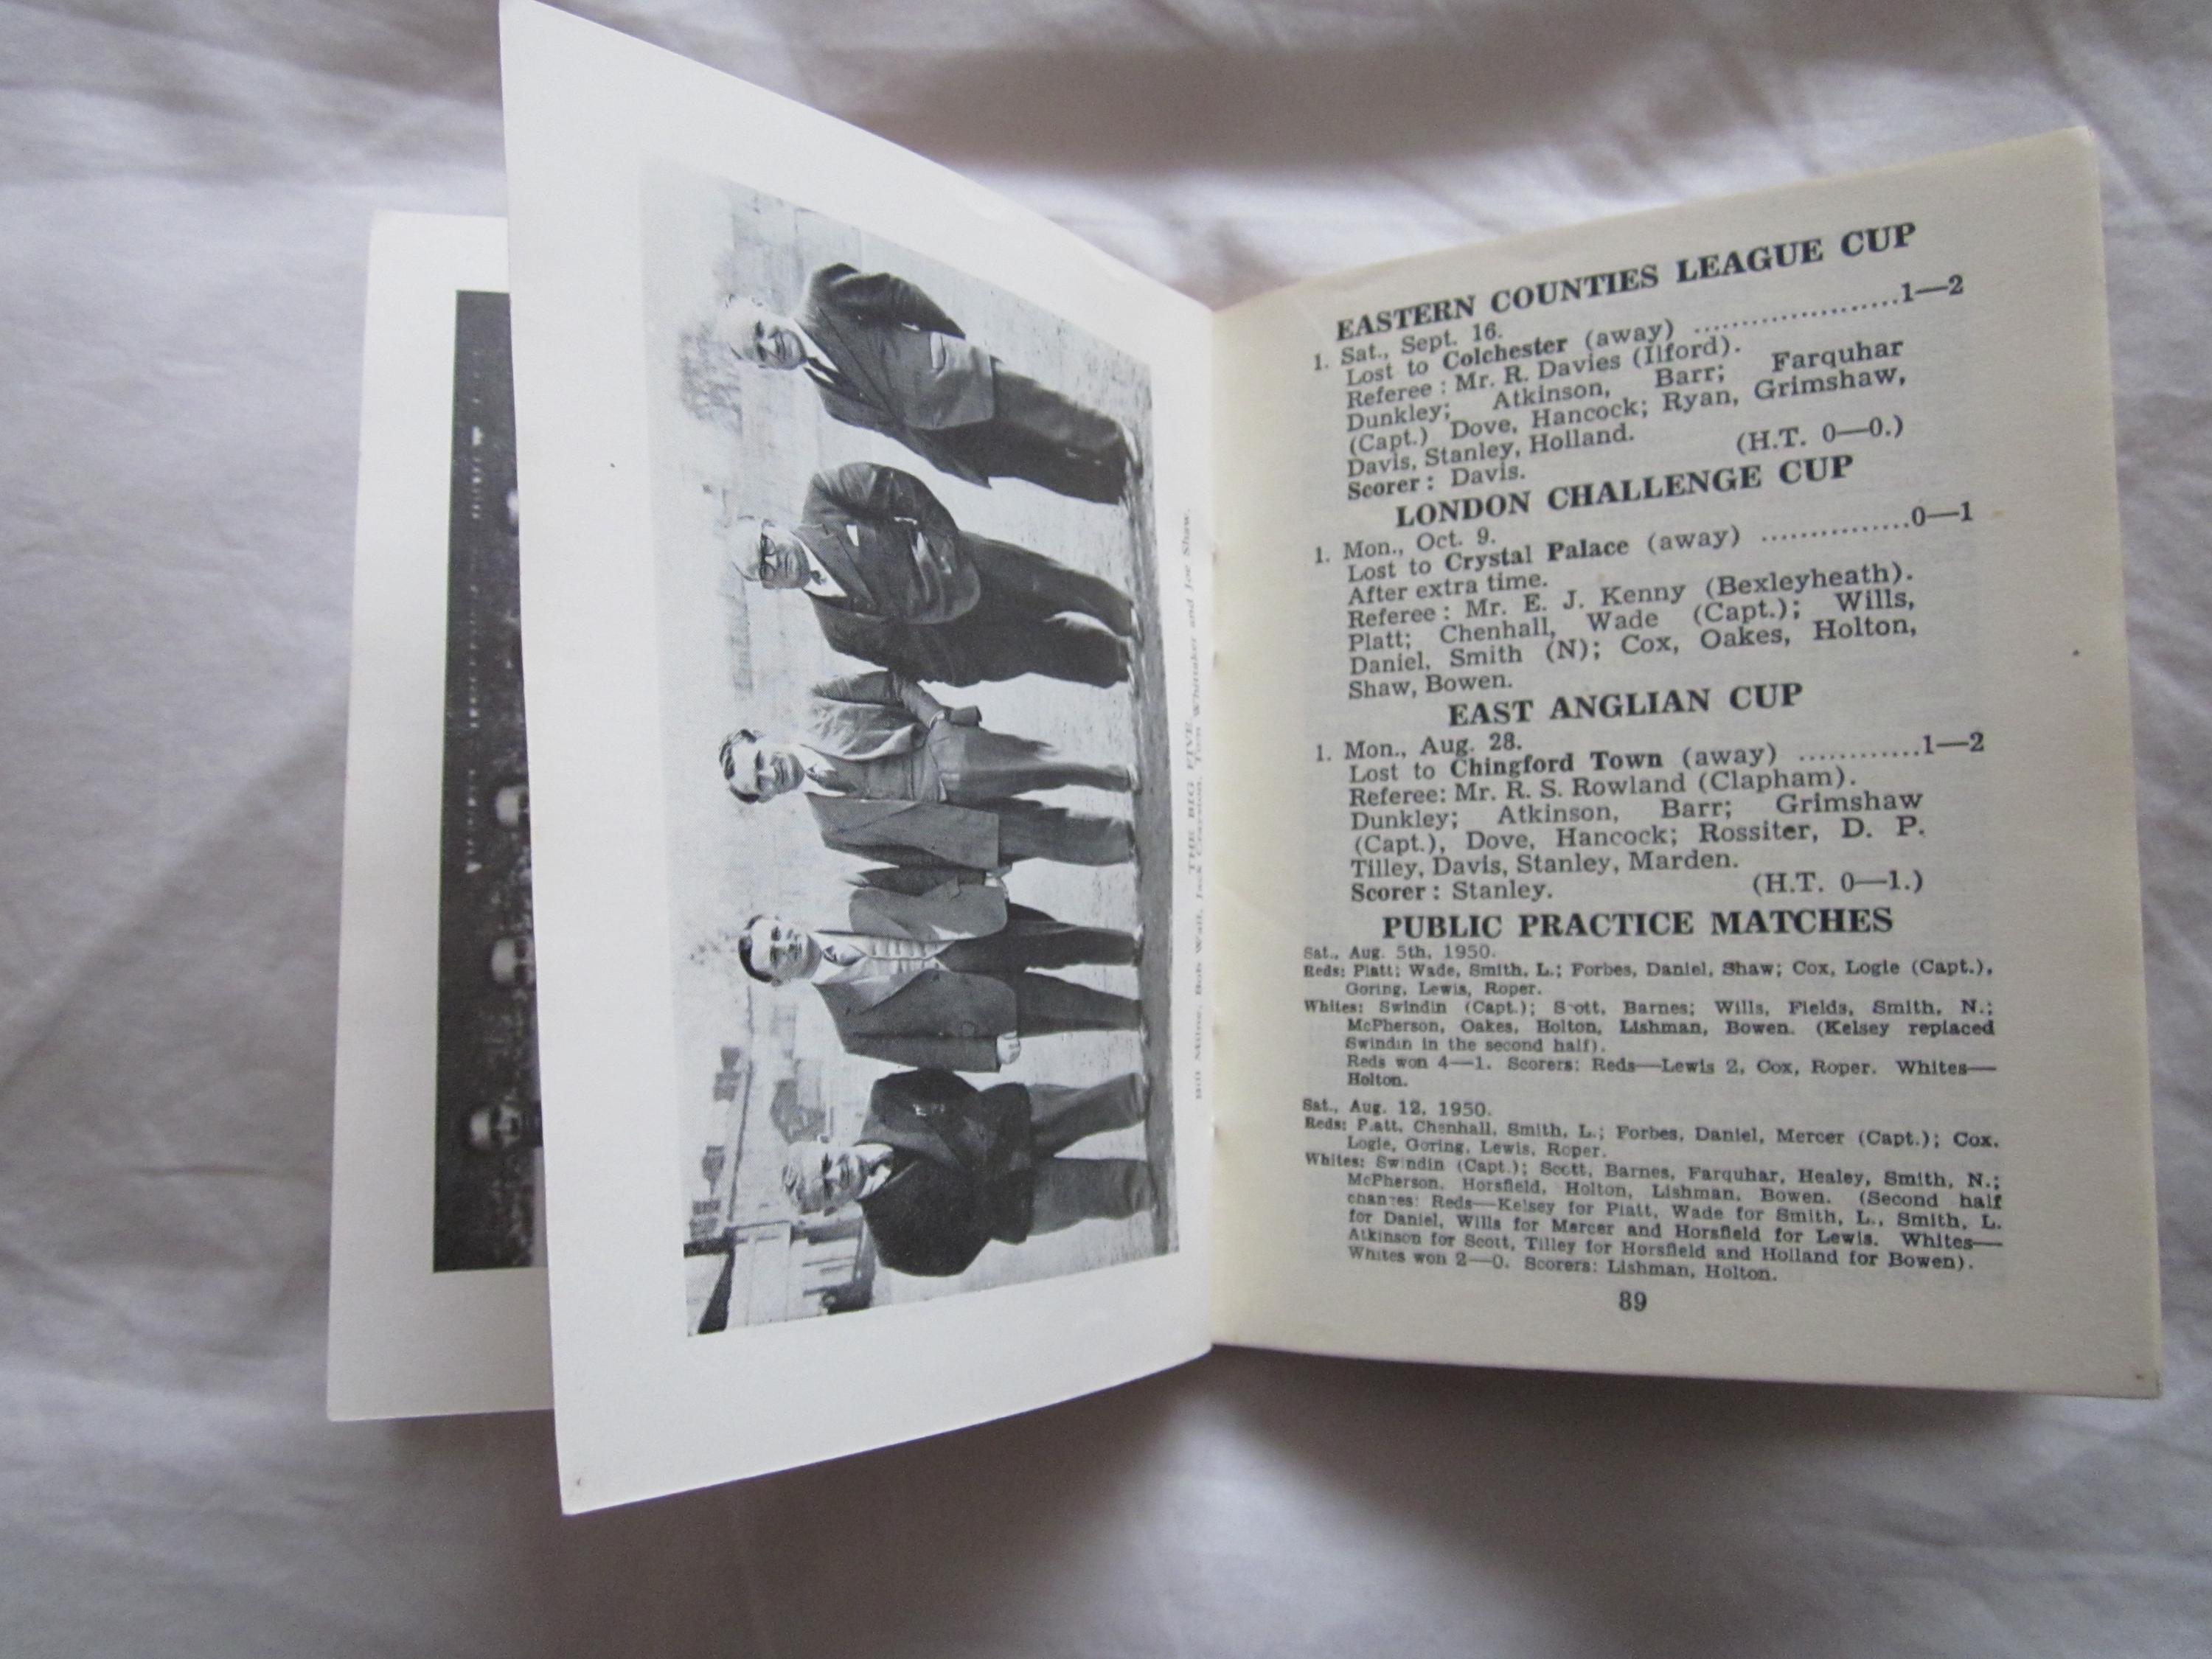 THE BIG FIVE
Bill Milne, Bob Wall, Jack Crayston, Tom Whittaker and Joe Shaw.
EASTERN COUNTIES LEAGUE CUP
1. Sat., Sept. 16.
Lost to Colchester (away) .....................1—2
Referee : Mr. R. Davies (Ilford).
Dunkley; Atkinson, Barr; Farquhar
(Capt.) Dove, Hancock; Ryan, Grimshaw,
Davis, Stanley, Holland.
Scorer : Davis. (H.T. 0—0.)
LONDON CHALLENGE CUP
1. Mon., Oct. 9.
Lost to Crystal Palace (away) ...............0—1
After extra time.
Referee : Mr. E. J. Kenny (Bexleyheath).
Platt; Chenhall, Wade (Capt.); Wills,
Daniel, Smith (N); Cox, Oakes, Holton,
Shaw, Bowen.
EAST ANGLIAN CUP
1. Mon., Aug. 28.
Lost to Chingford Town (away) ............1—2
Referee: Mr. R. S. Rowland (Clapham).
Dunkley; Atkinson, Barr; Grimshaw
(Capt.), Dove, Hancock; Rossiter, D. P.
Tilley, Davis, Stanley, Marden.
Scorer : Stanley. (H.T. 0—1.)
PUBLIC PRACTICE MATCHES
Sat., Aug. 5th, 1950.
Reds: Platt; Wade, Smith, L.; Forbes, Daniel, Shaw; Cox, Logie (Capt.),
Goring, Lewis, Roper.
Whites: Swindin (Capt.); Scott, Barnes; Wills, Fields, Smith, N.;
McPherson, Oakes, Holton, Lishman, Bowen. (Kelsey replaced
Swindin in the second half).
Reds won 4—1. Scorers: Reds—Lewis 2, Cox, Roper. Whites—
Holton.
Sat., Aug. 12, 1950.
Reds: Platt, Chenhall, Smith, L.; Forbes, Daniel, Mercer (Capt.); Cox,
Logie, Goring, Lewis, Roper.
Whites: Swindin (Capt.); Scott, Barnes, Farquhar, Healey, Smith, N.;
McPherson, Horsfield, Holton, Lishman, Bowen. (Second half
changes: Reds—Kelsey for Platt, Wade for Smith, L., Smith, L.
for Daniel, Wills for Mercer and Horsfield for Lewis. Whites—
Atkinson for Scott, Tilley for Horsfield and Holland for Bowen).
Whites won 2—0. Scorers: Lishman, Holton.
89